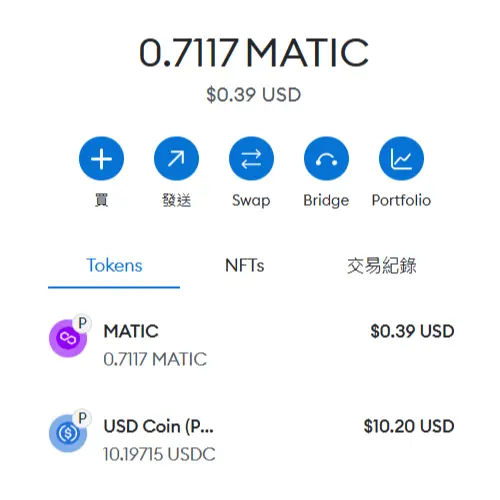 0.7117 MATIC
$0.39 USD
買 發送 Swap Bridge Portfolio
Tokens NFTs 交易紀錄
P
MATIC $0.39 USD
0.7117 MATIC
P
USD Coin (P... $10.20 USD
10.19715 USDC